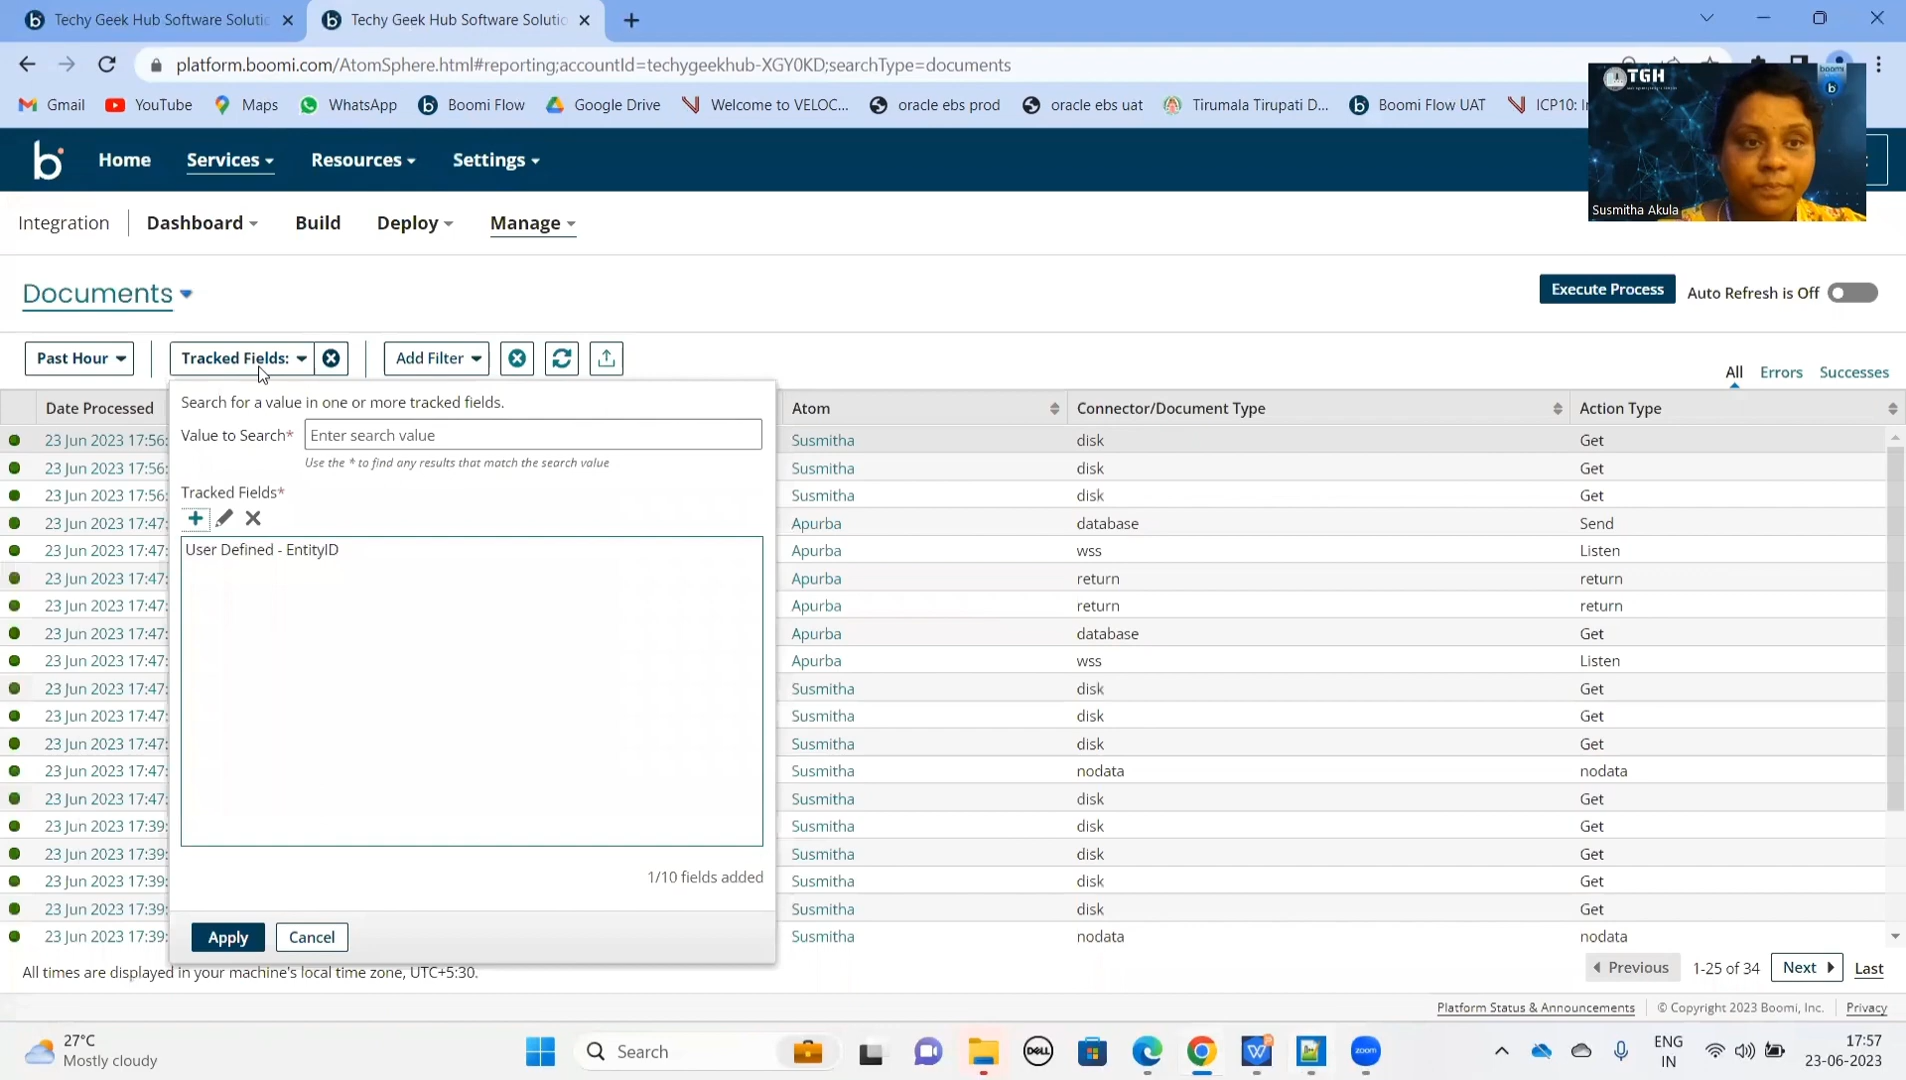 Techy Geek Hub Software Solutio
Techy Geek Hub Software Solutio
platform.boomi.com/AtomSphere.html#reporting;accountId=techygeekhub-XGY0KD;searchType=documents
Gmail YouTube Maps WhatsApp Boomi Flow Google Drive Welcome to VELOC... oracle ebs prod oracle ebs uat Tirumala Tirupati D... Boomi Flow UAT ICP10: In
TGH
boomi
Susmitha Akula
b Home Services Resources Settings
Integration Dashboard Build Deploy Manage
Documents
Execute Process Auto Refresh is Off
Past Hour Tracked Fields: Add Filter
All Errors Successes
Date Processed Atom Connector/Document Type Action Type
Search for a value in one or more tracked fields.
Value to Search* Enter search value
Use the * to find any results that match the search value
Tracked Fields*
User Defined - EntityID
1/10 fields added
Apply Cancel
23 Jun 2023 17:56: Susmitha disk Get
23 Jun 2023 17:56: Susmitha disk Get
23 Jun 2023 17:56: Susmitha disk Get
23 Jun 2023 17:47: Apurba database Send
23 Jun 2023 17:47: Apurba wss Listen
23 Jun 2023 17:47: Apurba return return
23 Jun 2023 17:47: Apurba return return
23 Jun 2023 17:47: Apurba database Get
23 Jun 2023 17:47: Apurba wss Listen
23 Jun 2023 17:47: Susmitha disk Get
23 Jun 2023 17:47: Susmitha disk Get
23 Jun 2023 17:47: Susmitha disk Get
23 Jun 2023 17:47: Susmitha nodata nodata
23 Jun 2023 17:47: Susmitha disk Get
23 Jun 2023 17:39: Susmitha disk Get
23 Jun 2023 17:39: Susmitha disk Get
23 Jun 2023 17:39: Susmitha disk Get
23 Jun 2023 17:39: Susmitha disk Get
23 Jun 2023 17:39: Susmitha nodata nodata
All times are displayed in your machine's local time zone, UTC+5:30.
Previous 1-25 of 34 Next Last
Platform Status & Announcements © Copyright 2023 Boomi, Inc. Privacy
27°C
Mostly cloudy
Search
DELL
zoom
ENG
IN
17:57
23-06-2023